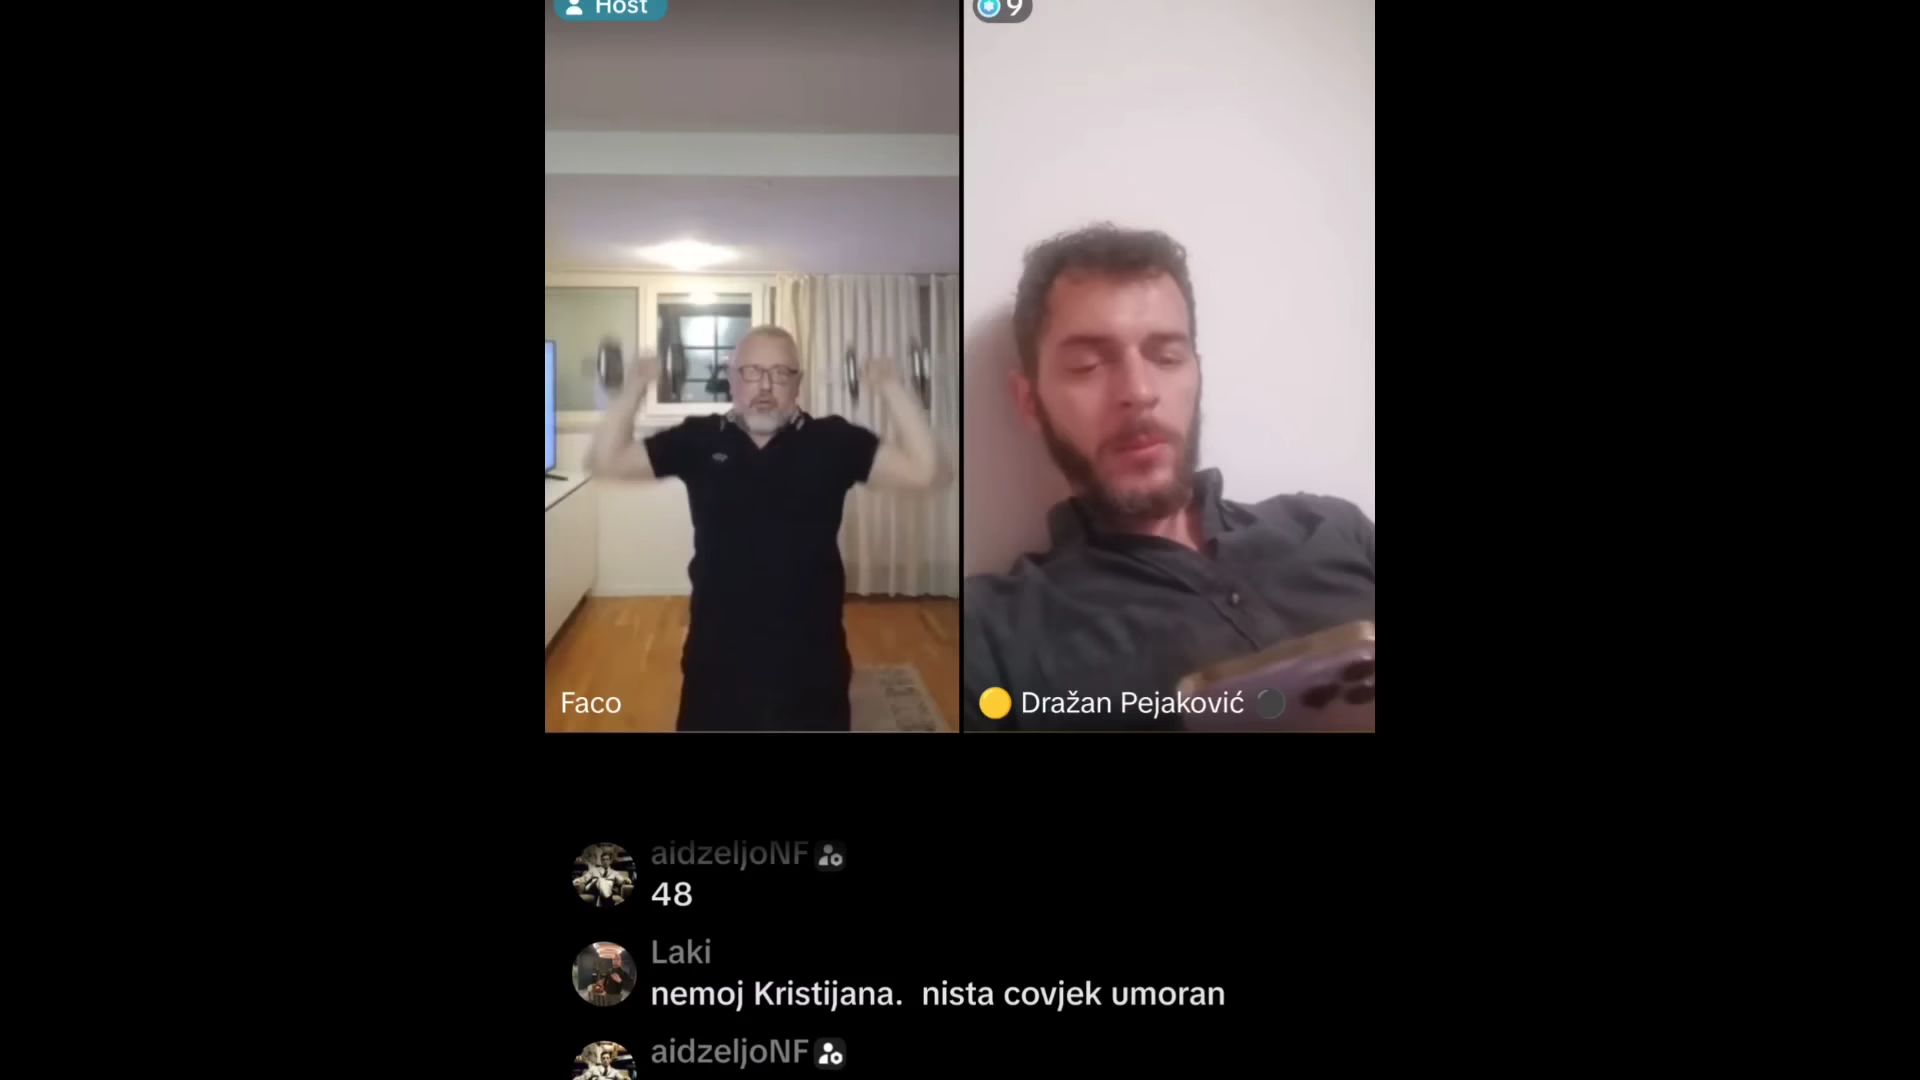 Host
9
Faco
Dražan Pejaković
aidzeljoNF
48
Laki
nemoj Kristijana. nista covjek umoran
aidzeljoNF